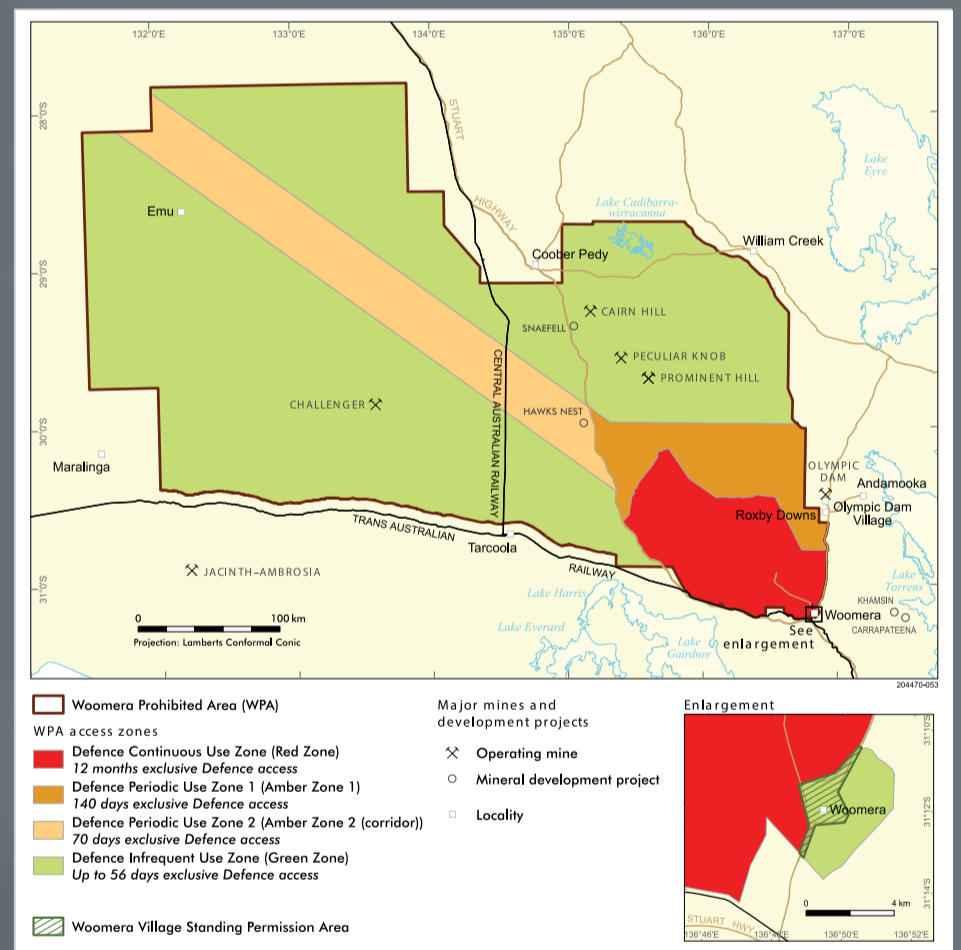 132°0'E
133°0'E
134°0'E
135°0'E
136°0'E
137°0'E
28°0'S
29°0'S
30°0'S
31°0'S
STUART
HIGHWAY
Lake Eyre
Lake Cadibarra-
wirracanna
William Creek
Coober Pedy
Emu
CAIRN HILL
SNAEFELL
PECULIAR KNOB
PROMINENT HILL
CENTRAL AUSTRALIAN RAILWAY
CHALLENGER
HAWKS NEST
Maralinga
OLYMPIC
DAM
Andamooka
Roxby Downs
Olympic Dam
Village
TRANS AUSTRALIAN
RAILWAY
Tarcoola
JACINTH–AMBROSIA
Lake Harris
Lake Everard
Lake
Gairdner
Lake
Torrens
KHAMSIN
CARRAPATEENA
Woomera
See
enlargement
0 100 km
Projection: Lamberts Conformal Conic
204470-053
Woomera Prohibited Area (WPA)
WPA access zones
Defence Continuous Use Zone (Red Zone)
12 months exclusive Defence access
Defence Periodic Use Zone 1 (Amber Zone 1)
140 days exclusive Defence access
Defence Periodic Use Zone 2 (Amber Zone 2 (corridor))
70 days exclusive Defence access
Defence Infrequent Use Zone (Green Zone)
Up to 56 days exclusive Defence access
Woomera Village Standing Permission Area
Major mines and
development projects
Operating mine
Mineral development project
Locality
Enlargement
31°10'S
31°12'S
31°14'S
Woomera
0 4 km
STUART HWY
136°46'E
136°50'E
136°52'E